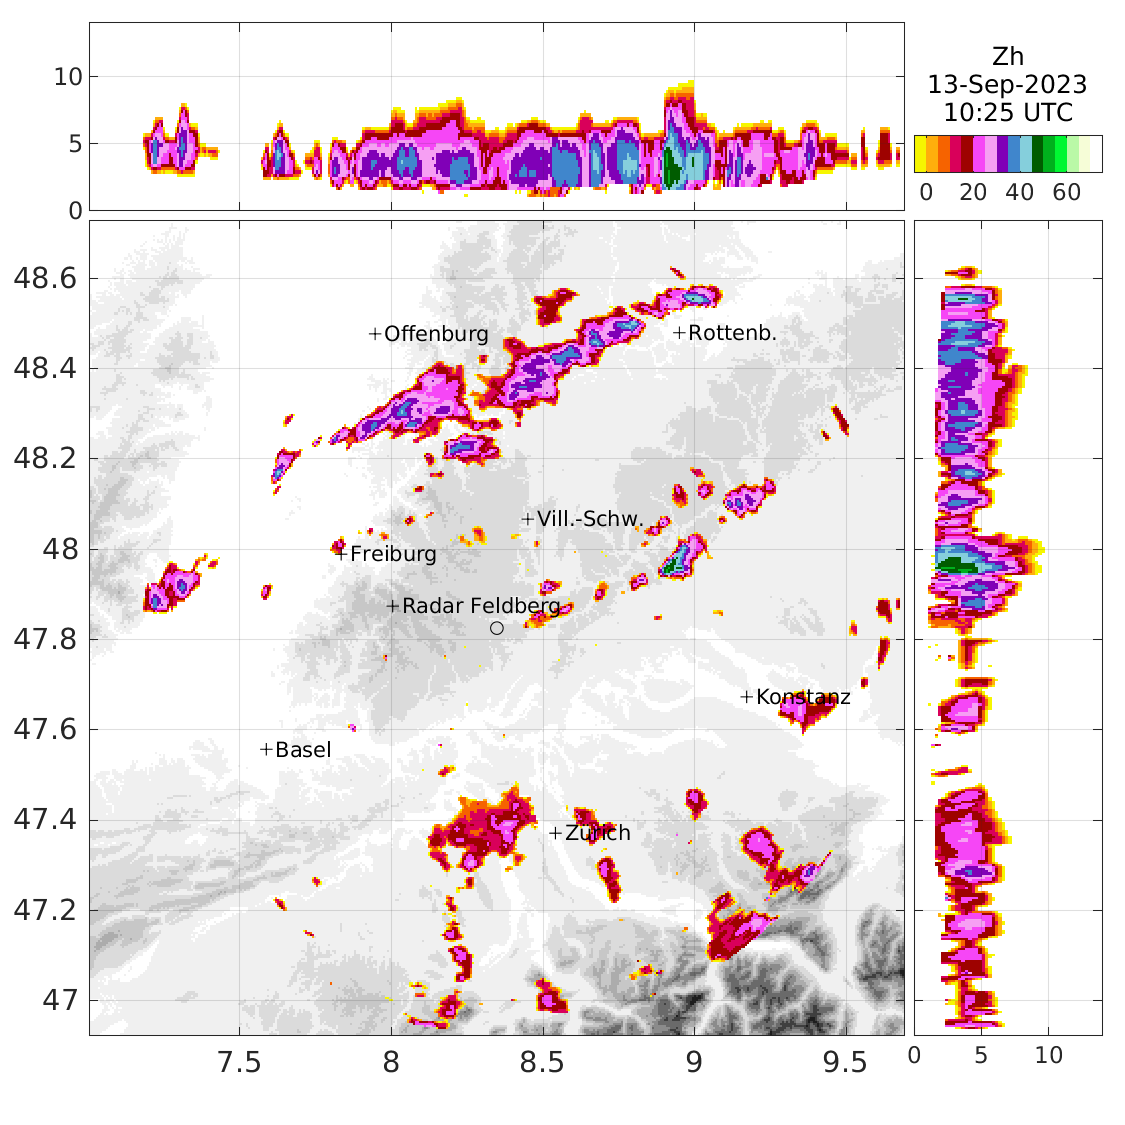 Zh
13-Sep-2023
10:25 UTC
0 20 40 60
10
5
0
48.6
48.4
48.2
48
47.8
47.6
47.4
47.2
47
+Offenburg
+Rottenb.
+Vill.-Schw.
+Freiburg
+Radar Feldberg
+Konstanz
+Basel
+Zürich
7.5 8 8.5 9 9.5
0 5 10